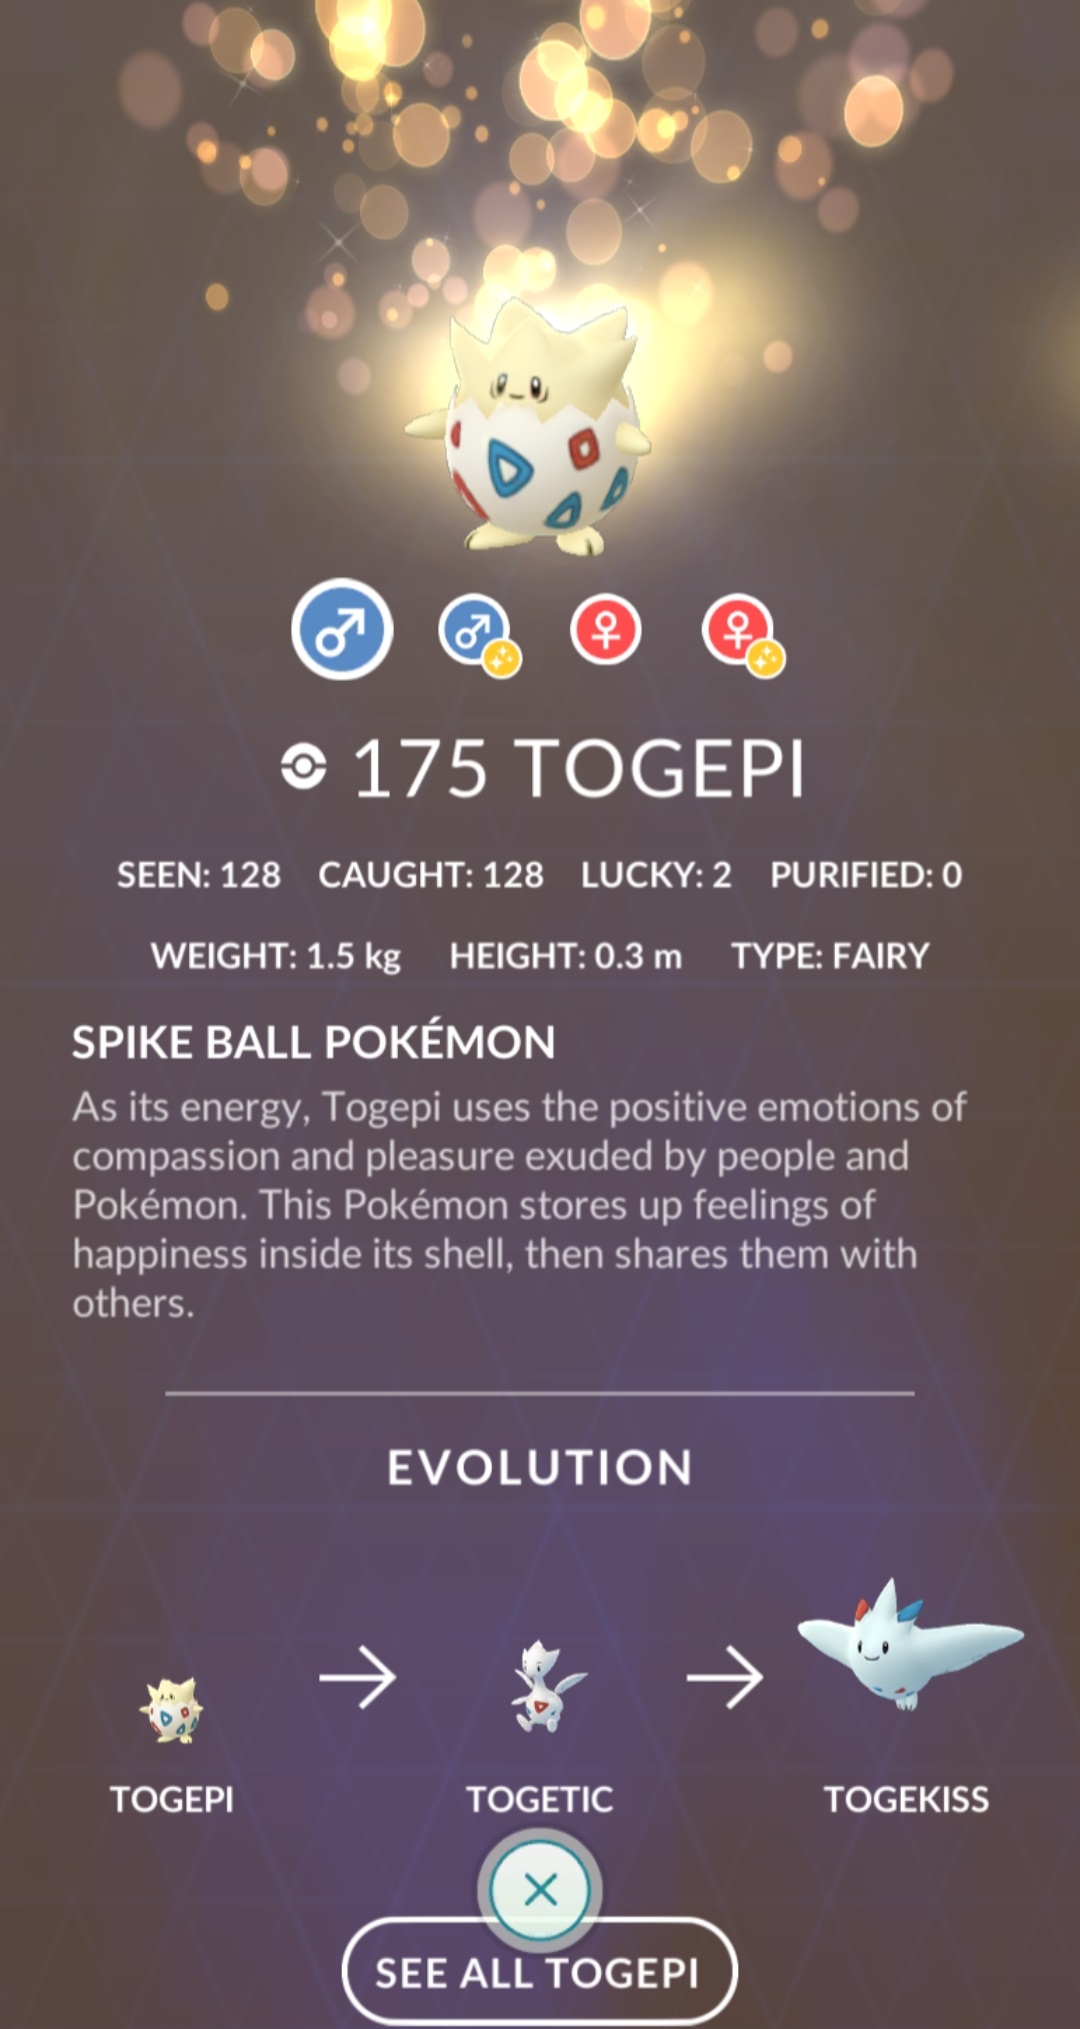 175 TOGEPI
SEEN: 128 CAUGHT: 128 LUCKY: 2 PURIFIED: 0
WEIGHT: 1.5 kg HEIGHT: 0.3 m TYPE: FAIRY
SPIKE BALL POKÉMON
As its energy, Togepi uses the positive emotions of
compassion and pleasure exuded by people and
Pokémon. This Pokémon stores up feelings of
happiness inside its shell, then shares them with
others.
EVOLUTION
TOGEPI TOGETIC TOGEKISS
SEE ALL TOGEPI